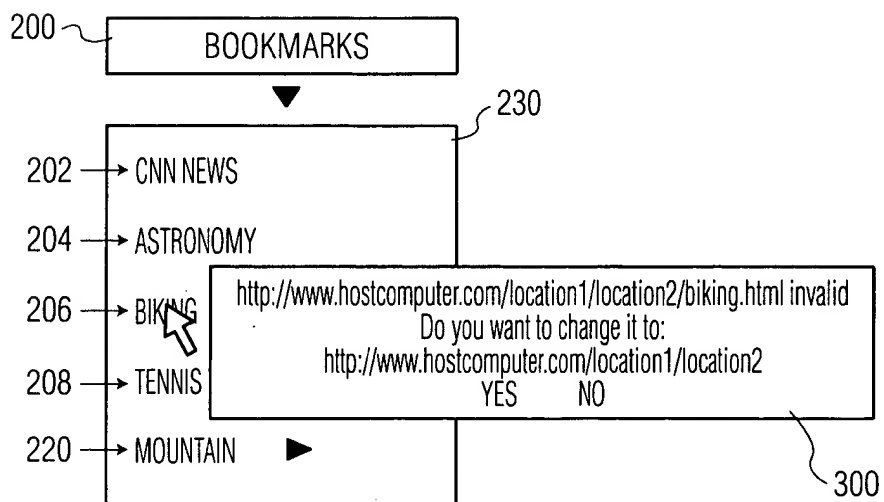 200
BOOKMARKS
230
202
CNN NEWS
204
ASTRONOMY
206
BIKING
http://www.hostcomputer.com/location1/location2/biking.html invalid
Do you want to change it to:
http://www.hostcomputer.com/location1/location2
YES NO
208
TENNIS
220
MOUNTAIN
300